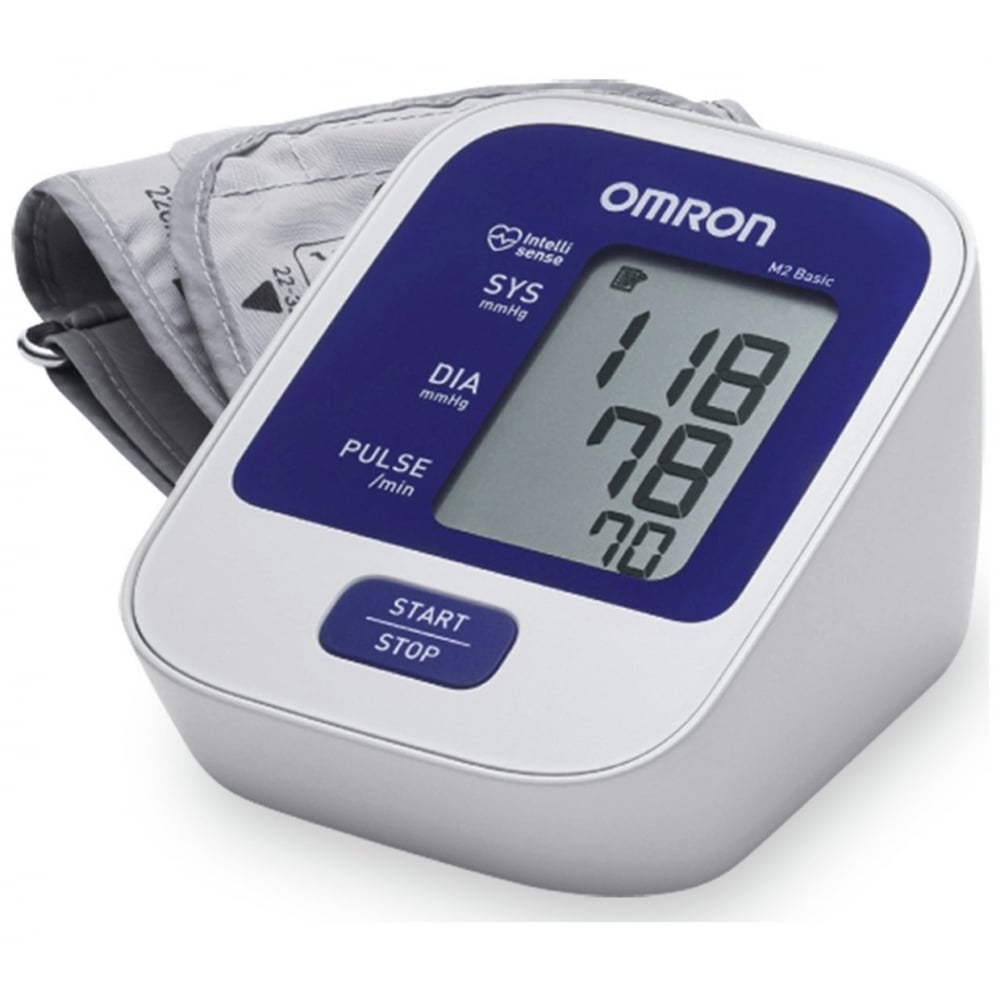 OMRON
M2 Basic
Intelli
sense
SYS
mmHg
118
DIA
mmHg
78
PULSE
/min
70
START
STOP